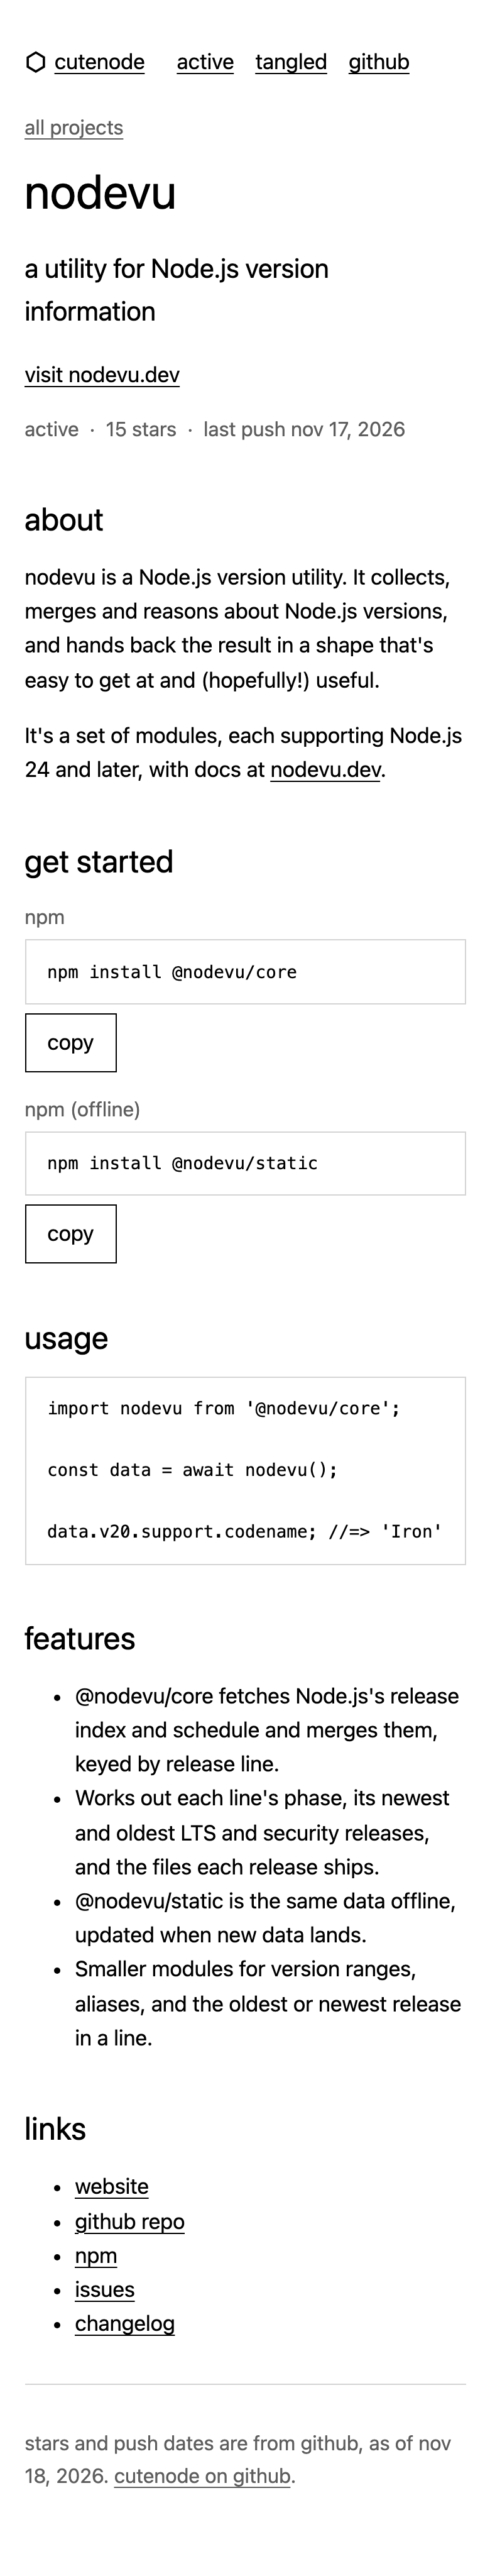 cutenode active tangled github
all projects
nodevu
a utility for Node.js version
information
visit nodevu.dev
active · 15 stars · last push nov 17, 2026
about
nodevu is a Node.js version utility. It collects,
merges and reasons about Node.js versions,
and hands back the result in a shape that's
easy to get at and (hopefully!) useful.
It's a set of modules, each supporting Node.js
24 and later, with docs at nodevu.dev.
get started
npm
npm install @nodevu/core
copy
npm (offline)
npm install @nodevu/static
copy
usage
import nodevu from '@nodevu/core';
const data = await nodevu();
data.v20.support.codename; //=> 'Iron'
features
• @nodevu/core fetches Node.js's release
index and schedule and merges them,
keyed by release line.
• Works out each line's phase, its newest
and oldest LTS and security releases,
and the files each release ships.
• @nodevu/static is the same data offline,
updated when new data lands.
• Smaller modules for version ranges,
aliases, and the oldest or newest release
in a line.
links
• website
• github repo
• npm
• issues
• changelog
stars and push dates are from github, as of nov
18, 2026. cutenode on github.